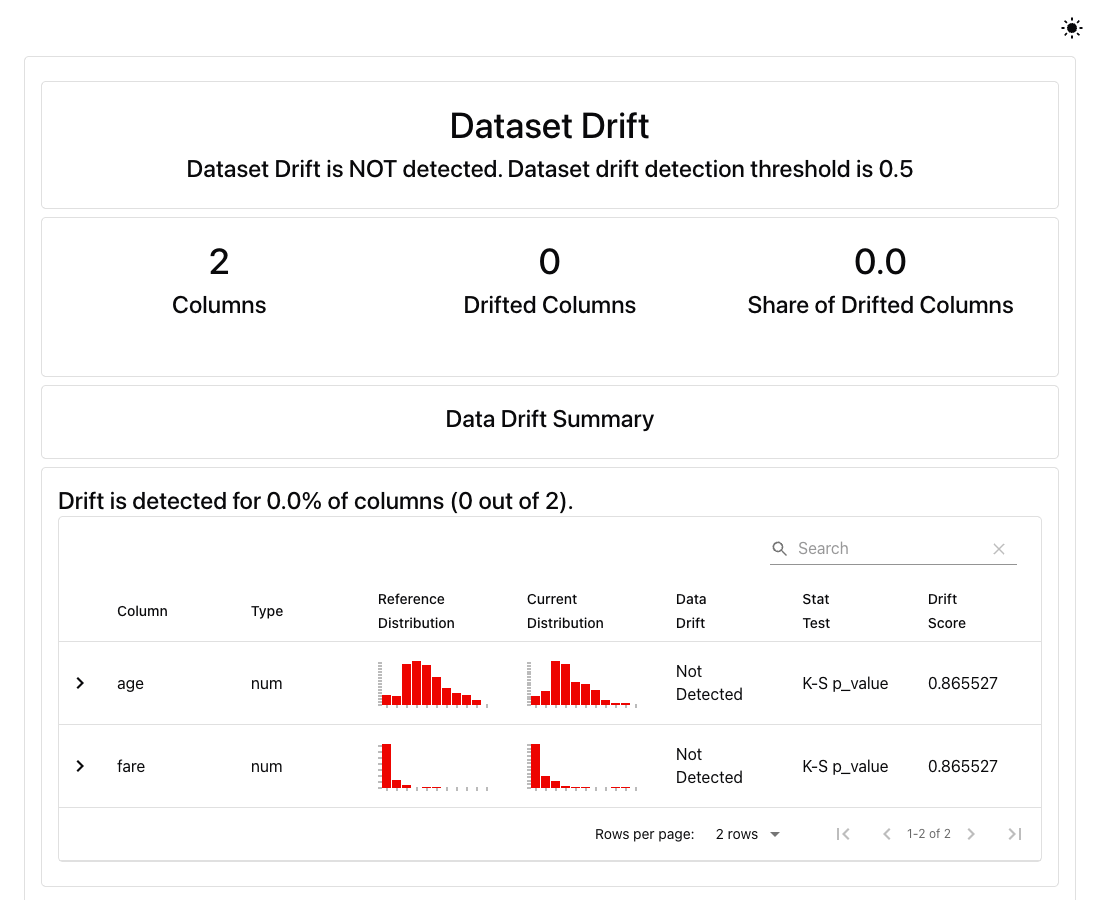 Dataset Drift
Dataset Drift is NOT detected. Dataset drift detection threshold is 0.5
2
Columns
0
Drifted Columns
0.0
Share of Drifted Columns
Data Drift Summary
Drift is detected for 0.0% of columns (0 out of 2).
Search
Column
Type
Reference
Distribution
Current
Distribution
Data
Drift
Stat
Test
Drift
Score
age
num
Not
Detected
K-S p_value
0.865527
fare
num
Not
Detected
K-S p_value
0.865527
Rows per page:
2 rows
1-2 of 2